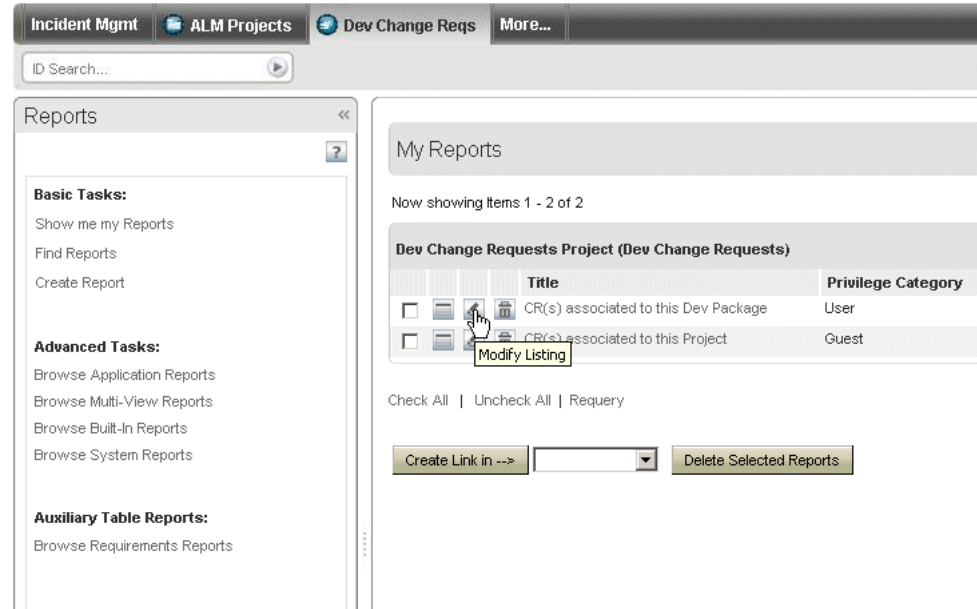 Incident Mgmt ALM Projects Dev Change Reqs More...
ID Search...
Reports «
?
Basic Tasks:
Show me my Reports
Find Reports
Create Report
Advanced Tasks:
Browse Application Reports
Browse Multi-View Reports
Browse Built-In Reports
Browse System Reports
Auxiliary Table Reports:
Browse Requirements Reports
My Reports
Now showing Items 1 - 2 of 2
Dev Change Requests Project (Dev Change Requests)
Title Privilege Category
CR(s) associated to this Dev Package User
CR(s) associated to this Project Guest
Modify Listing
Check All | Uncheck All | Requery
Create Link in --> Delete Selected Reports